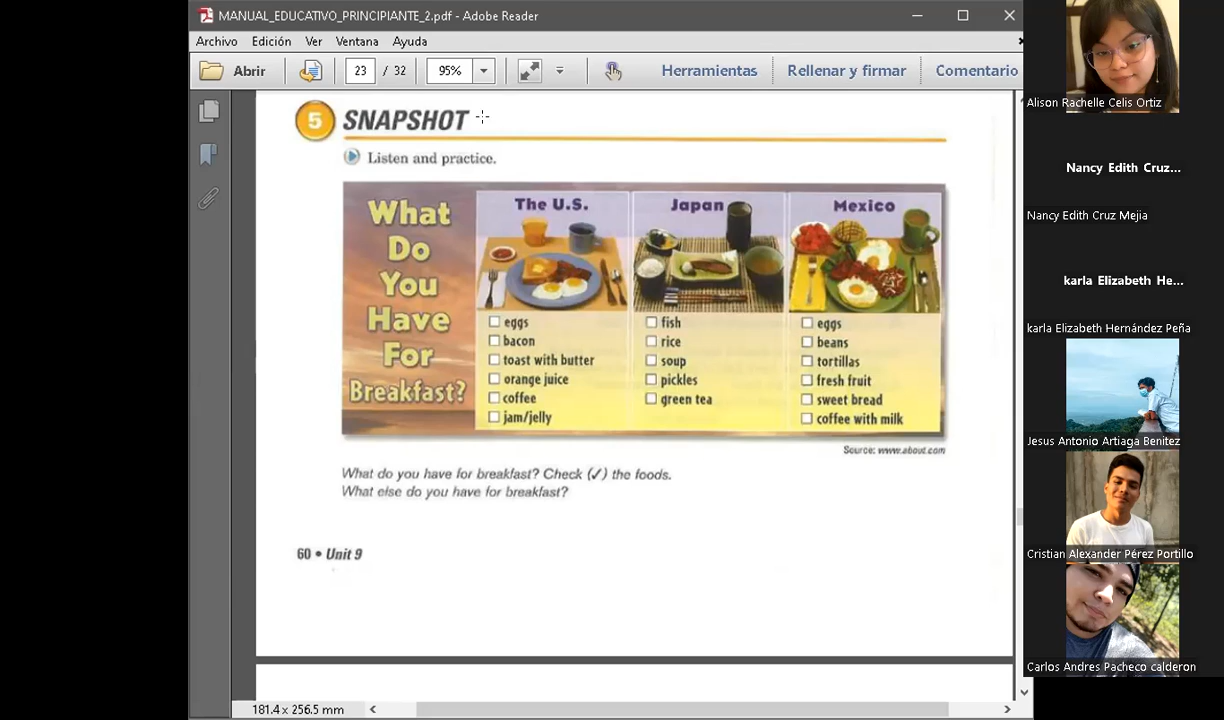 MANUAL_EDUCATIVO_PRINCIPIANTE_2.pdf - Adobe Reader
Archivo Edición Ver Ventana Ayuda
Abrir 23 / 32 95% Herramientas Rellenar y firmar Comentario
5 SNAPSHOT
Listen and practice.
What
Do
You
Have
For
Breakfast?
The U.S.
eggs
bacon
toast with butter
orange juice
coffee
jam/jelly
Japan
fish
rice
soup
pickles
green tea
Mexico
eggs
beans
tortillas
fresh fruit
sweet bread
coffee with milk
Source: www.about.com
What do you have for breakfast? Check (✓) the foods.
What else do you have for breakfast?
60 • Unit 9
181.4 x 256.5 mm
Alison Rachelle Celis Ortiz
Nancy Edith Cruz...
Nancy Edith Cruz Mejia
karla Elizabeth He...
karla Elizabeth Hernández Peña
Jesus Antonio Artiaga Benitez
Cristian Alexander Pérez Portillo
Carlos Andres Pacheco calderon